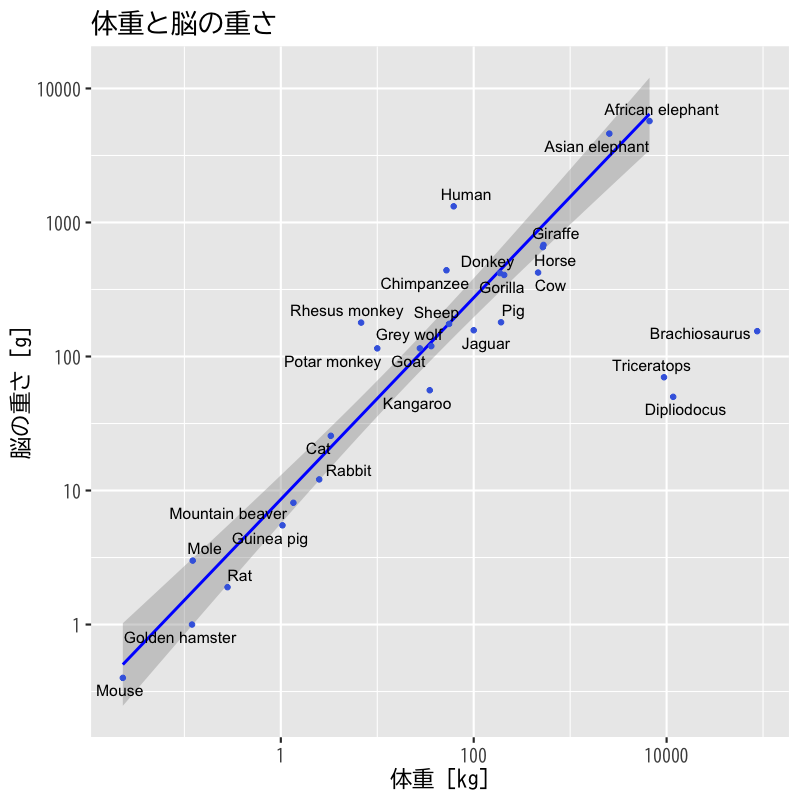 体重と脳の重さ
10000
African elephant
Asian elephant
Human
1000
Giraffe
Donkey
Horse
Chimpanzee
Gorilla
Cow
Rhesus monkey
Sheep
Pig
Grey wolf
Brachiosaurus
Jaguar
100
Potar monkey
Goat
Triceratops
Kangaroo
Dipliodocus
Cat
Rabbit
10
Mountain beaver
Guinea pig
Mole
Rat
1
Golden hamster
Mouse
脳の重さ [g]
1
100
10000
体重 [kg]